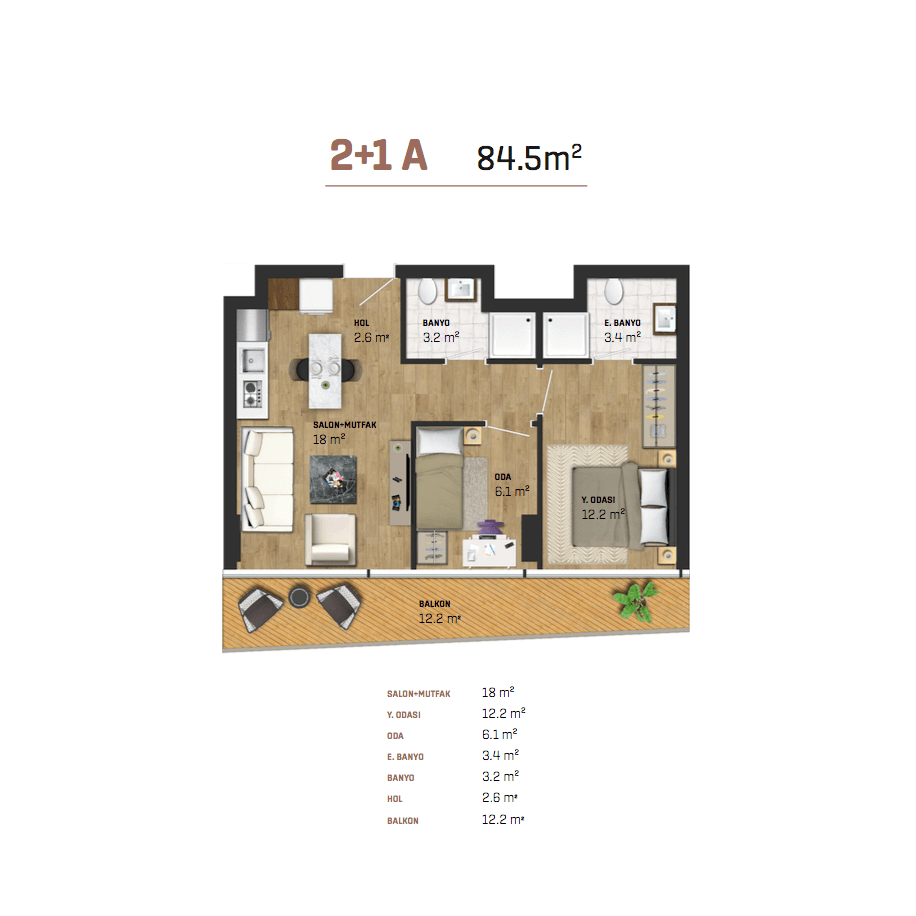 2+1 A 84.5m²
HOL
2.6 m²
BANYO
3.2 m²
E. BANYO
3.4 m²
SALON+MUTFAK
18 m²
ODA
6.1 m²
Y. ODASI
12.2 m²
BALKON
12.2 m²
SALON+MUTFAK 18 m²
Y. ODASI 12.2 m²
ODA 6.1 m²
E. BANYO 3.4 m²
BANYO 3.2 m²
HOL 2.6 m²
BALKON 12.2 m²